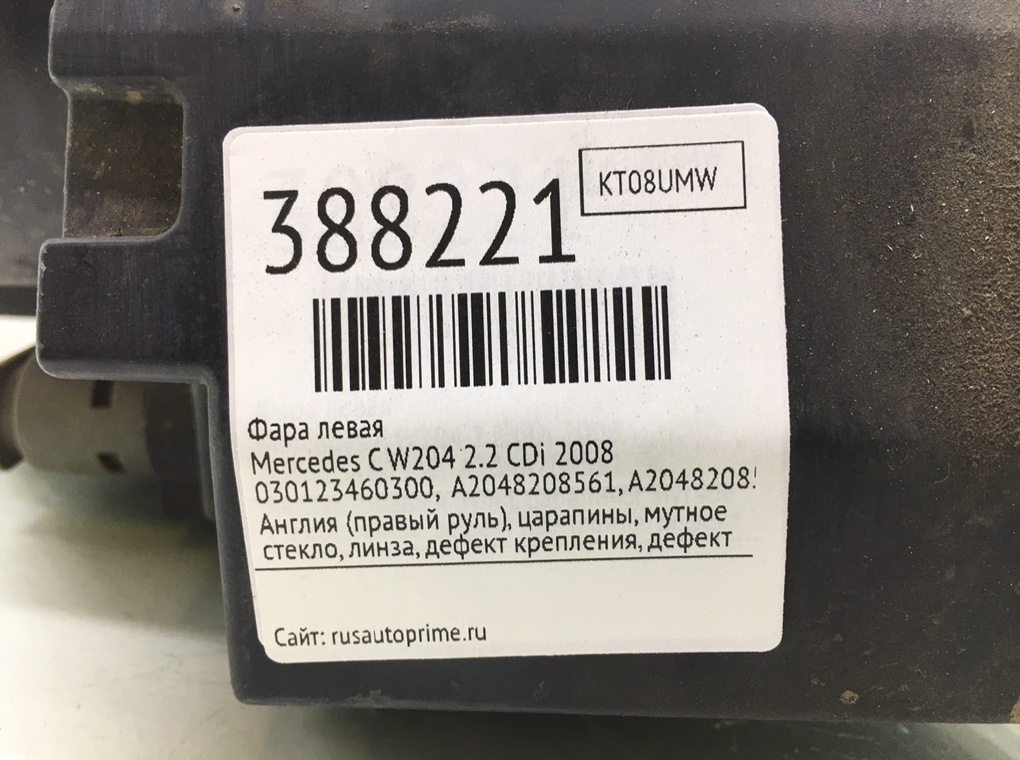 KT08UMW
388221
Фара левая
Mercedes C W204 2.2 CDi 2008
030123460300, A2048208561, A2048208
Англия (правый руль), царапины, мутное
стекло, линза, дефект крепления, дефект
Сайт: rusautoprime.ru